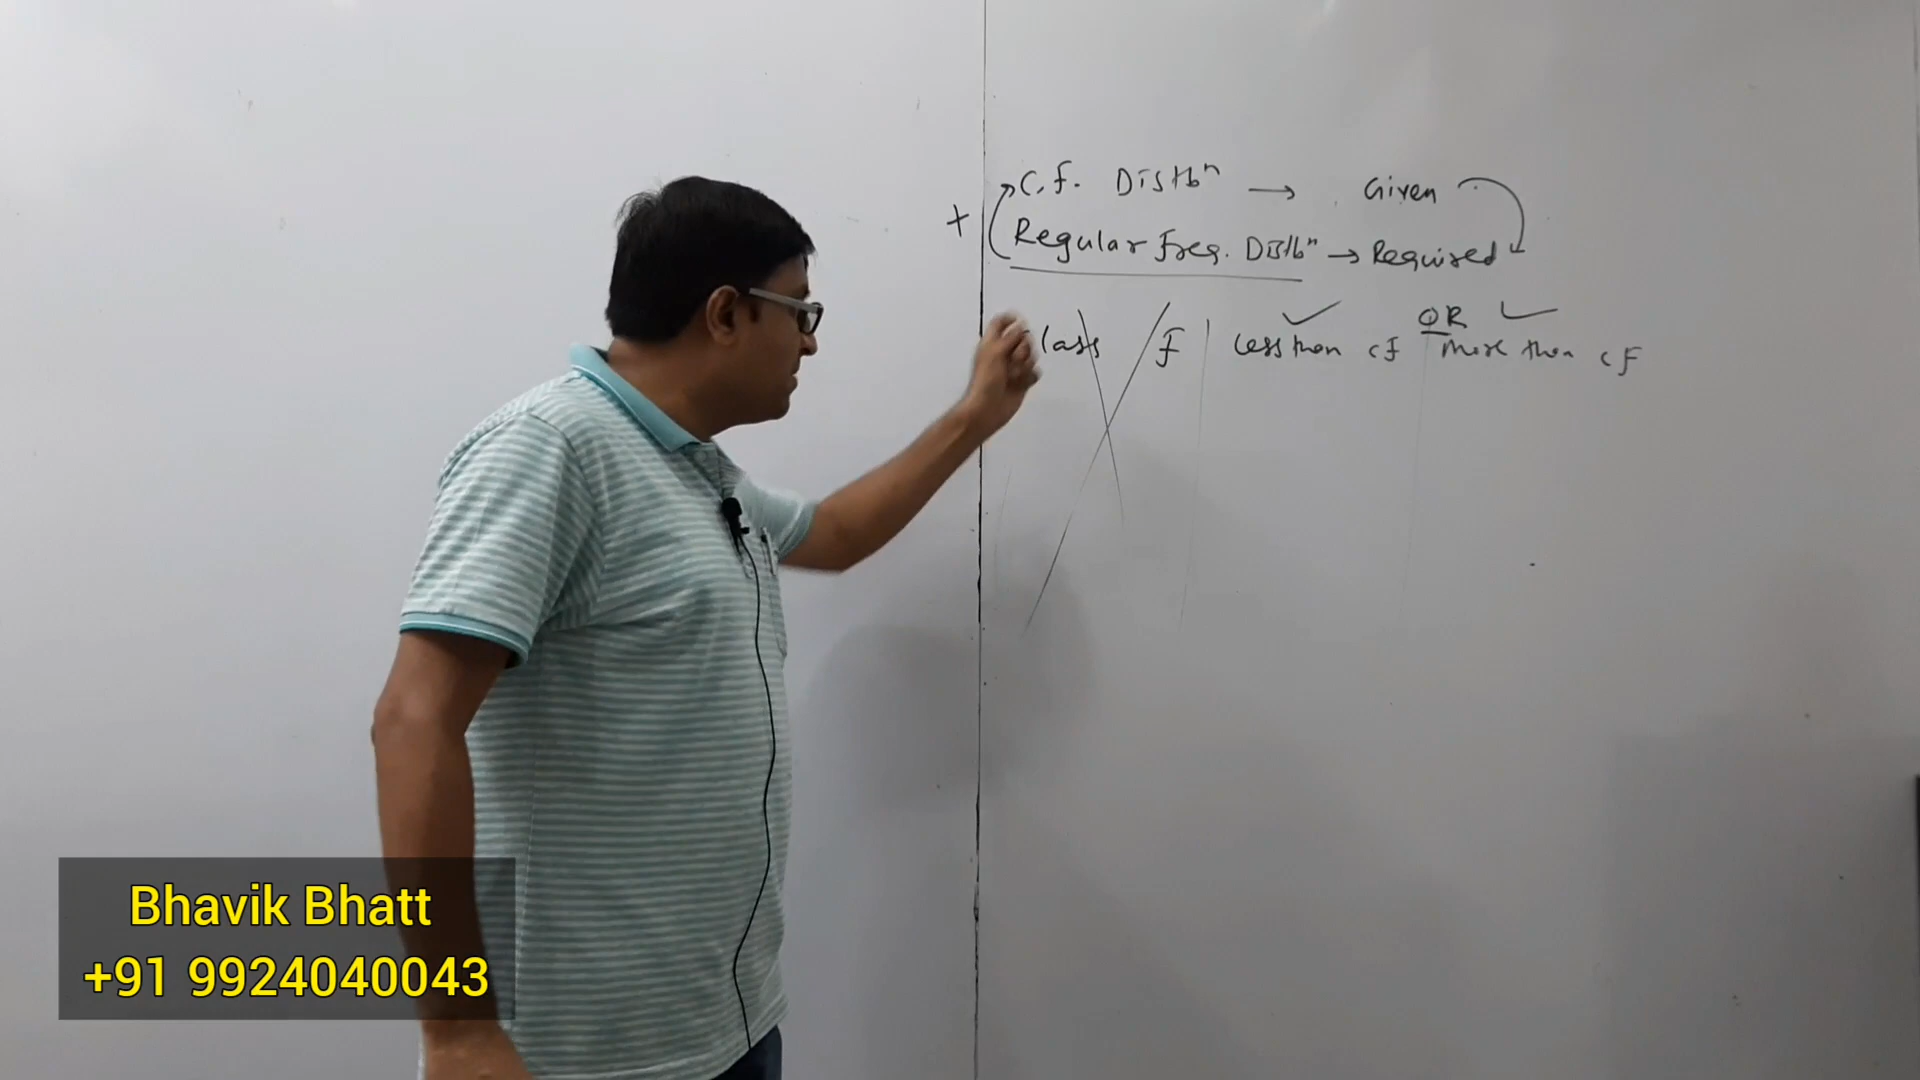 C.f. Distbⁿ → Given
+ Regular freq. Distbⁿ → Required
Class f Less than cf OR More than cf
Bhavik Bhatt
+91 9924040043